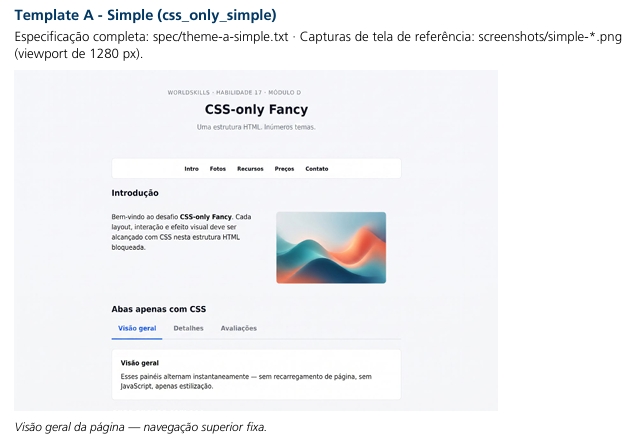 Template A - Simple (css_only_simple)
Especificação completa: spec/theme-a-simple.txt · Capturas de tela de referência: screenshots/simple-*.png
(viewport de 1280 px).
WORLDSKILLS · HABILIDADE 17 · MÓDULO D
CSS-only Fancy
Uma estrutura HTML. Inúmeros temas.
Intro Fotos Recursos Preços Contato
Introdução
Bem-vindo ao desafio CSS-only Fancy. Cada
layout, interação e efeito visual deve ser
alcançado com CSS nesta estrutura HTML
bloqueada.
Abas apenas com CSS
Visão geral Detalhes Avaliações
Visão geral
Esses painéis alternam instantaneamente — sem recarregamento de página, sem
JavaScript, apenas estilização.
Visão geral da página — navegação superior fixa.